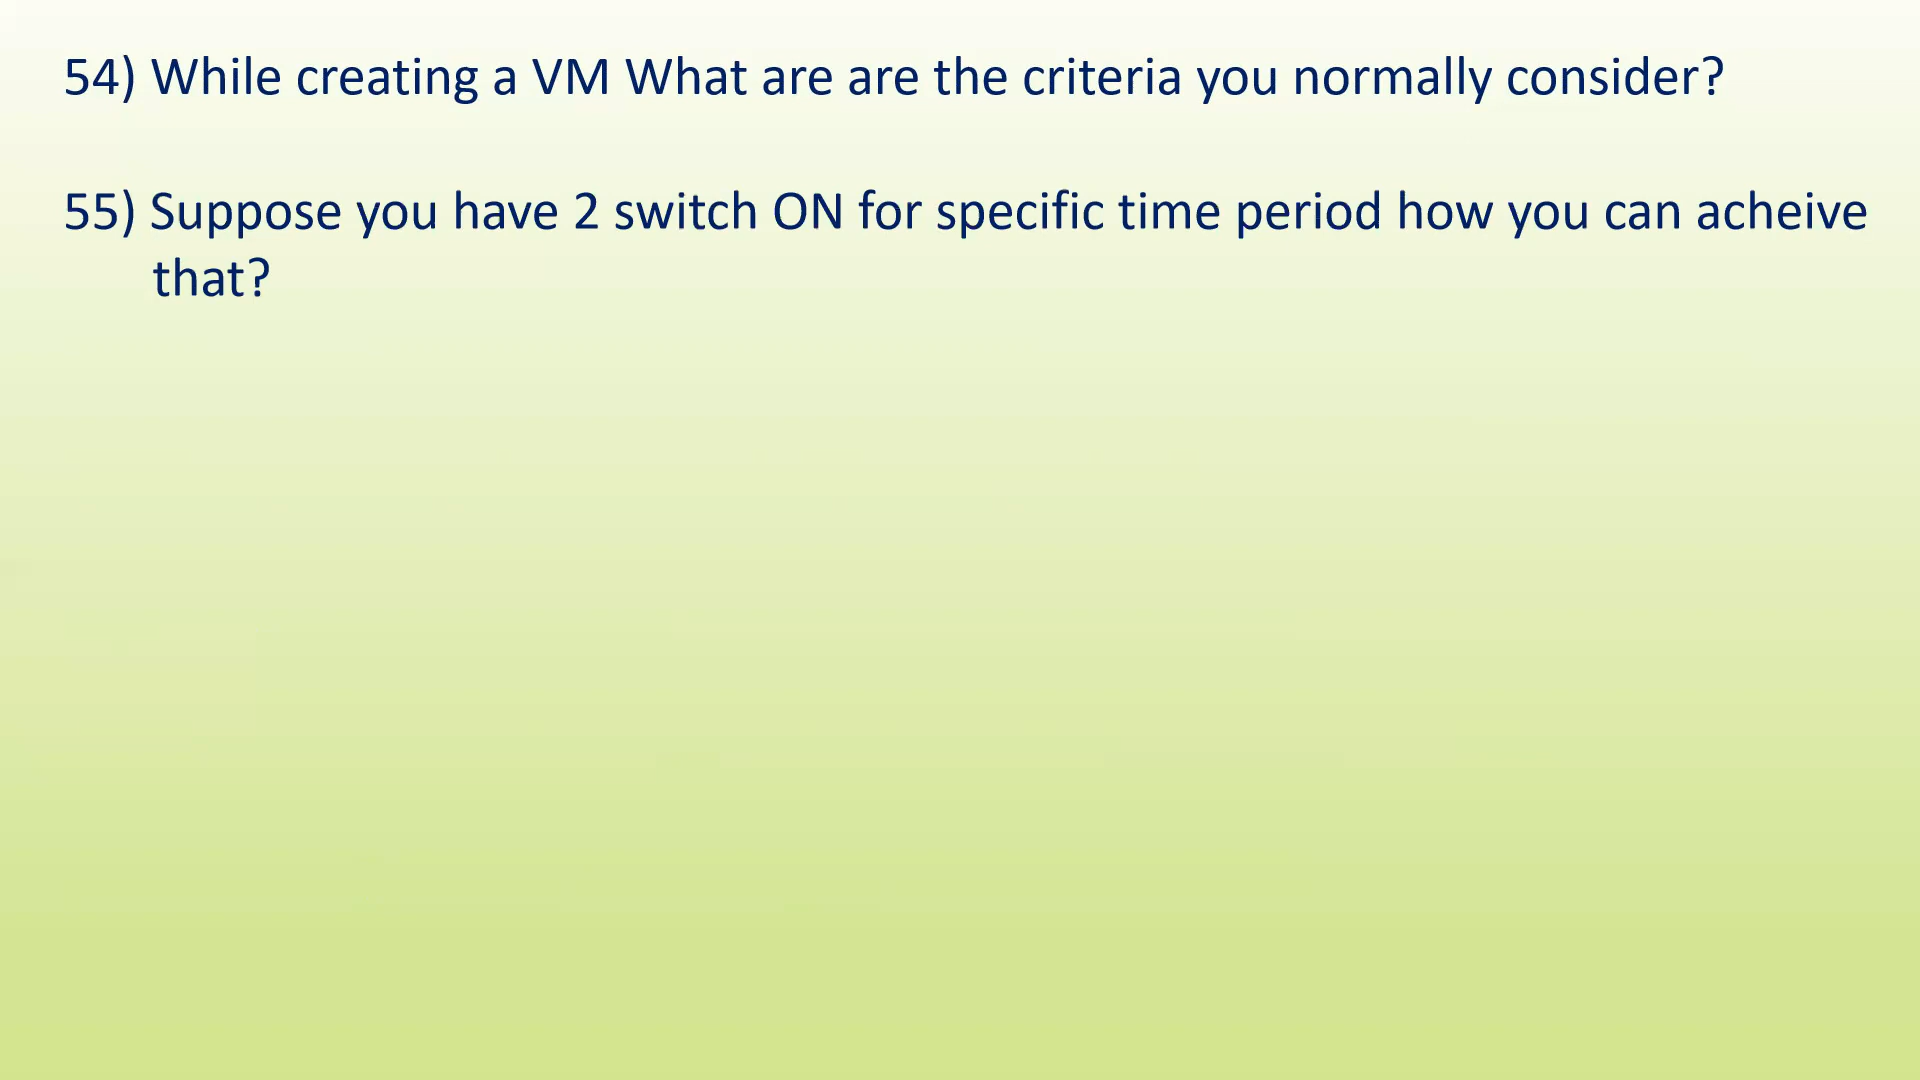 54) While creating a VM What are are the criteria you normally consider?
55) Suppose you have 2 switch ON for specific time period how you can acheive
that?